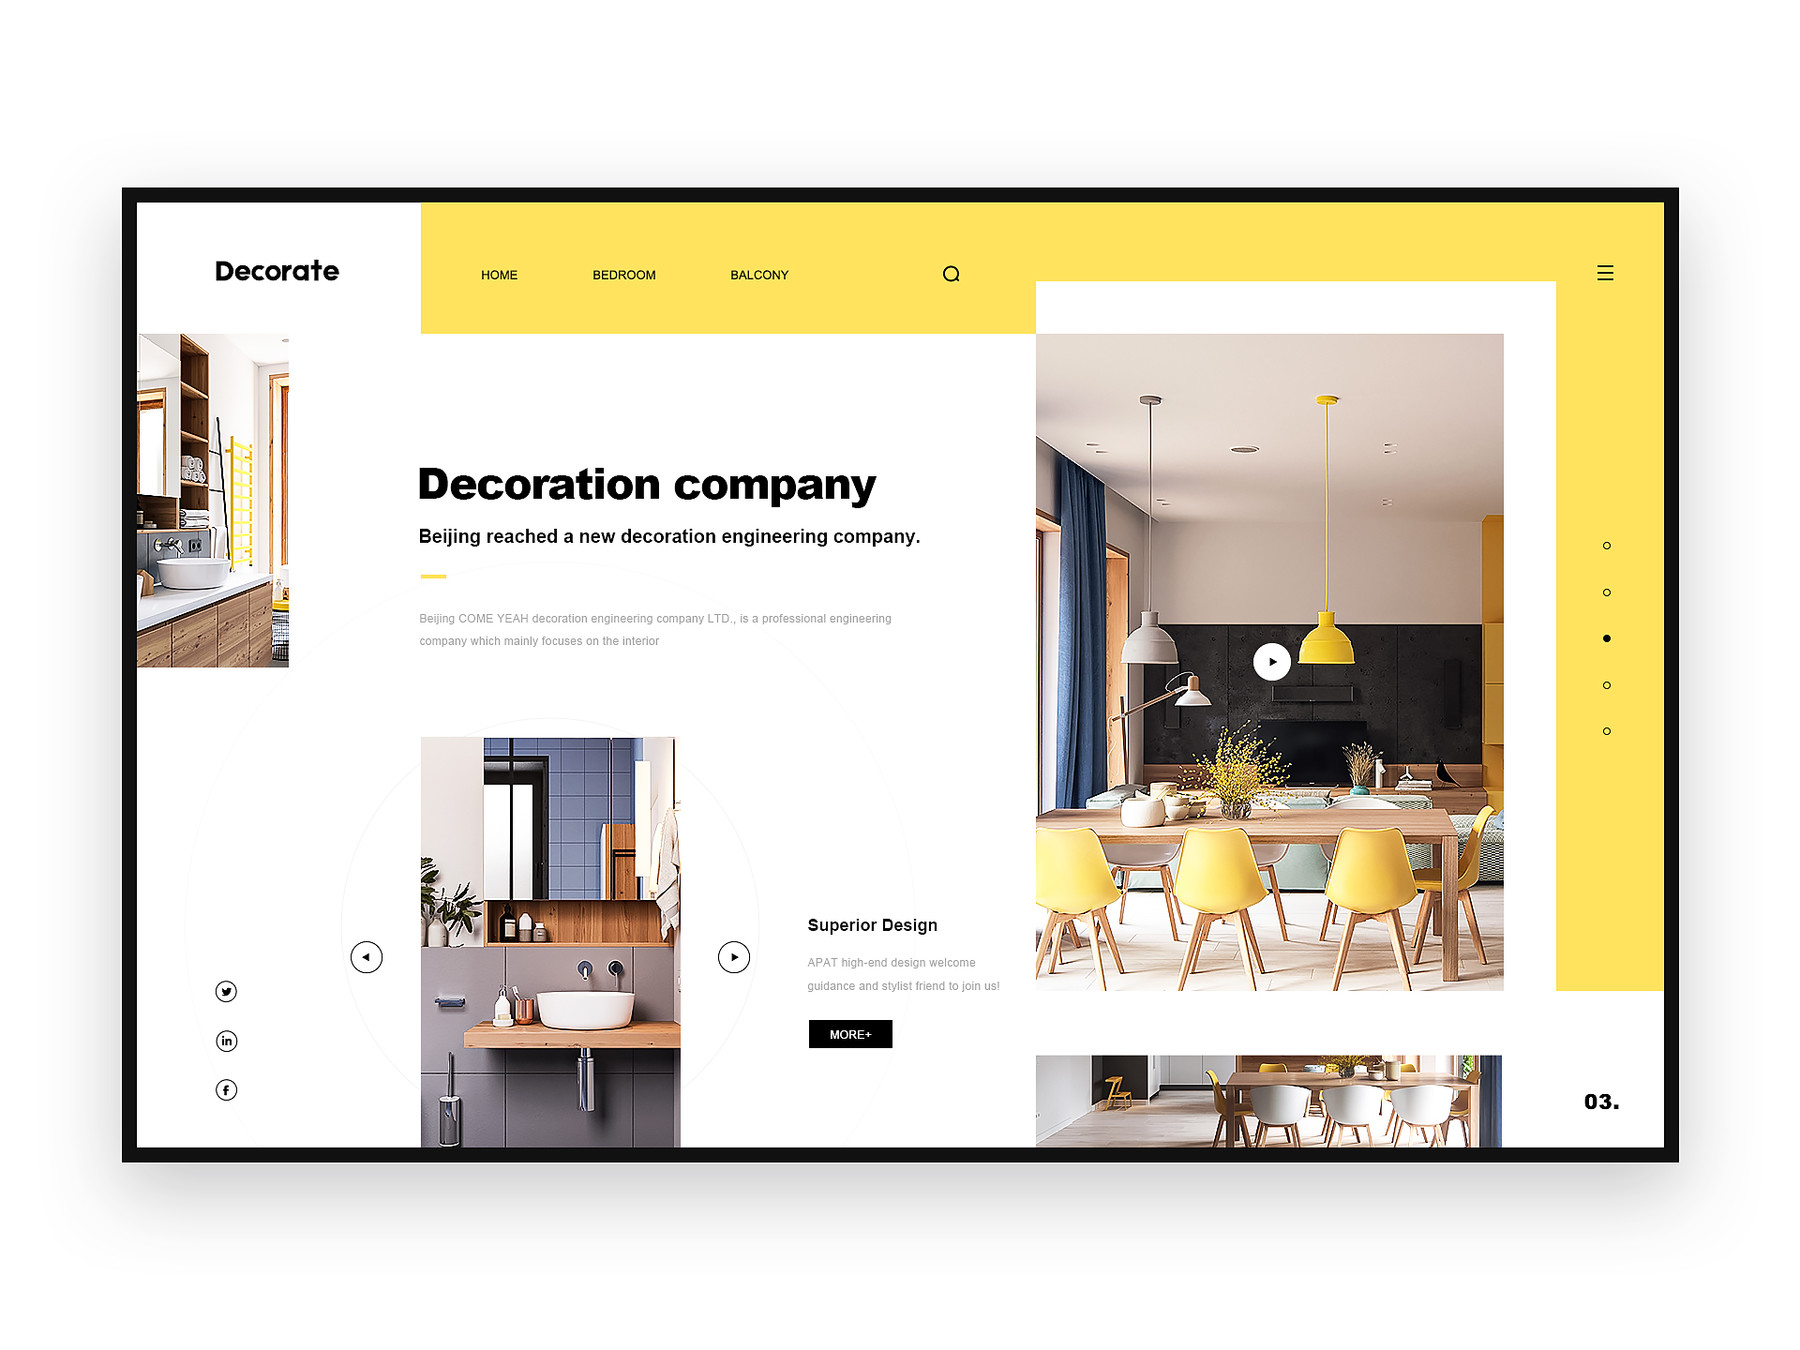 Decorate
HOME
BEDROOM
BALCONY
Decoration company
Beijing reached a new decoration engineering company.
Beijing COME YEAH decoration engineering company LTD., is a professional engineering
company which mainly focuses on the interior
Superior Design
APAT high-end design welcome
guidance and stylist friend to join us!
MORE+
in
f
03.